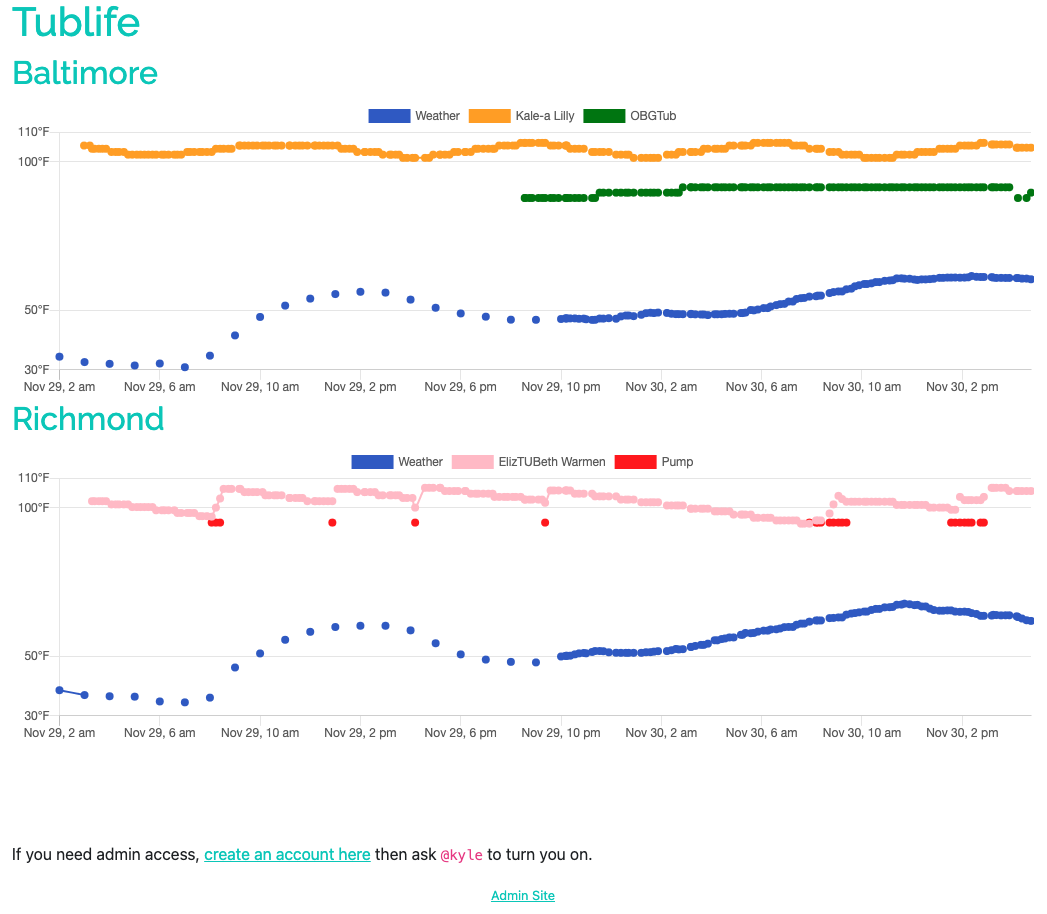 Tublife
Baltimore
Weather Kale-a Lilly OBGTub
110°F
100°F
50°F
30°F
Nov 29, 2 am Nov 29, 6 am Nov 29, 10 am Nov 29, 2 pm Nov 29, 6 pm Nov 29, 10 pm Nov 30, 2 am Nov 30, 6 am Nov 30, 10 am Nov 30, 2 pm
Richmond
Weather ElizTUBeth Warmen Pump
110°F
100°F
50°F
30°F
Nov 29, 2 am Nov 29, 6 am Nov 29, 10 am Nov 29, 2 pm Nov 29, 6 pm Nov 29, 10 pm Nov 30, 2 am Nov 30, 6 am Nov 30, 10 am Nov 30, 2 pm
If you need admin access, create an account here then ask @kyle to turn you on.
Admin Site